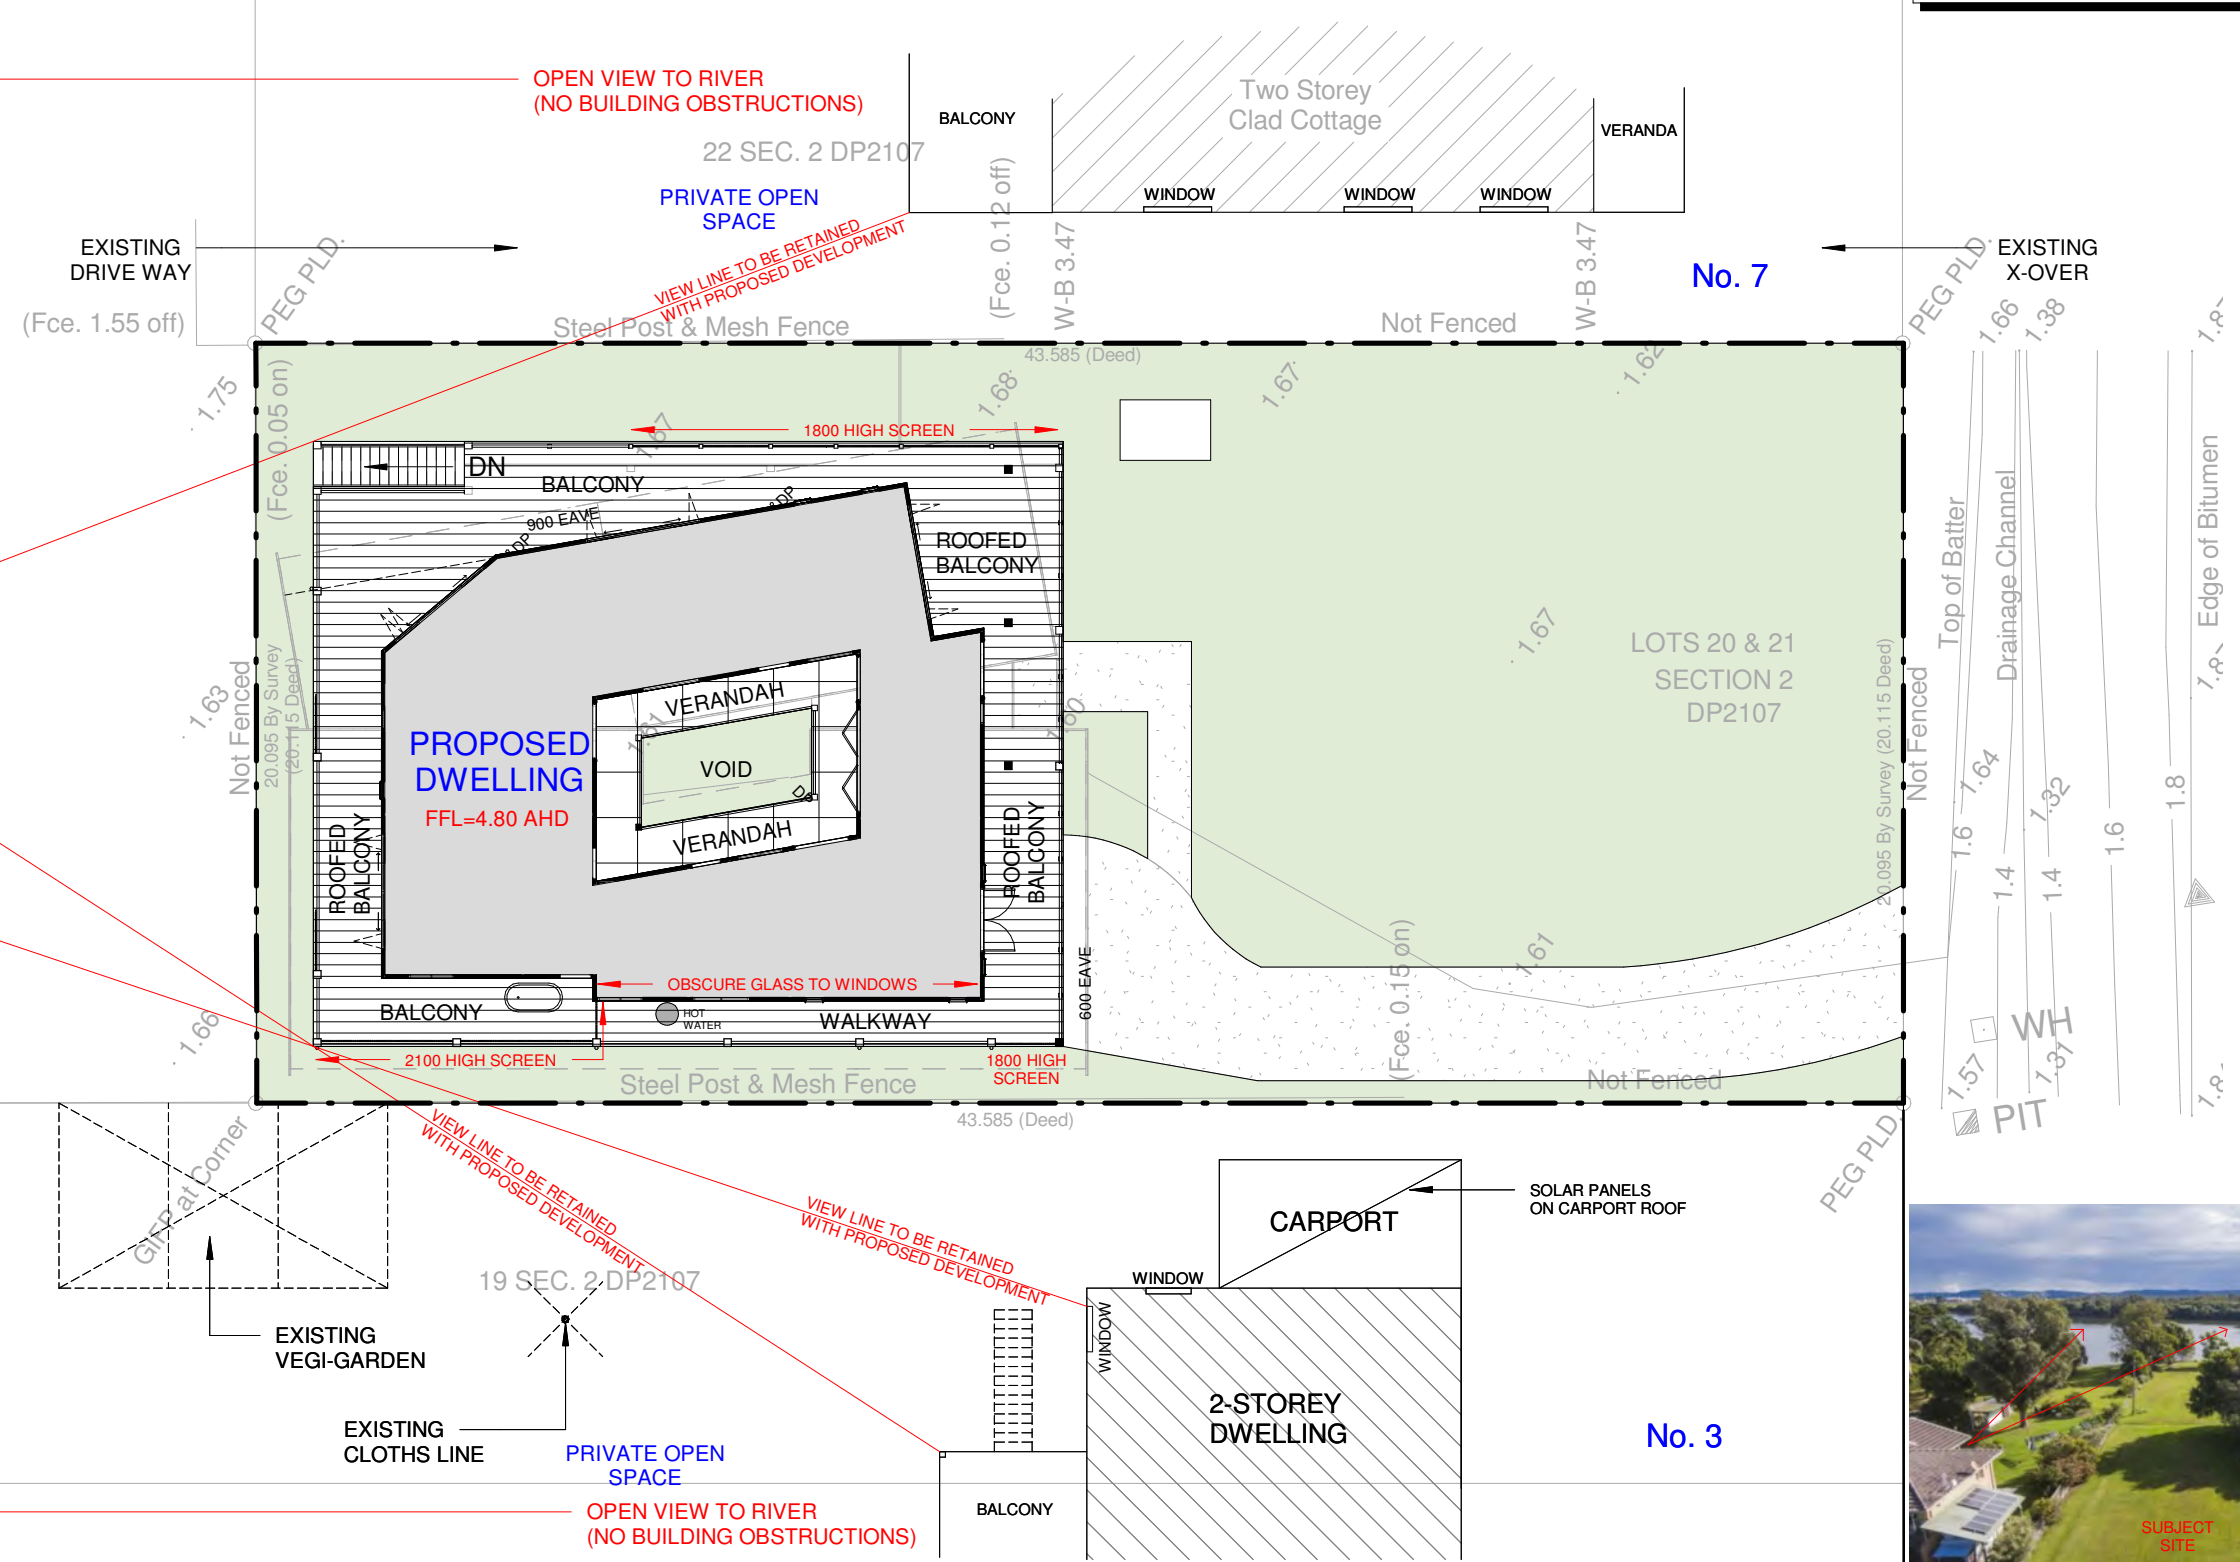 OPEN VIEW TO RIVER
(NO BUILDING OBSTRUCTIONS)
22 SEC. 2 DP2107
PRIVATE OPEN
SPACE
BALCONY
Two Storey
Clad Cottage
VERANDA
WINDOW
WINDOW
WINDOW
EXISTING
DRIVE WAY
(Fce. 1.55 off)
PEG PLD.
VIEW LINE TO BE RETAINED
WITH PROPOSED DEVELOPMENT
(Fce. 0.12 off)
W-B 3.47
W-B 3.47
No. 7
EXISTING
X-OVER
PEG PLD.
Steel Post & Mesh Fence
Not Fenced
43.585 (Deed)
1.66
1.38
1.75
(Fce. 0.05 on)
1.67
1.68
1.67
1.62
1800 HIGH SCREEN
DN
BALCONY
900 EAVE
DP
DP
ROOFED
BALCONY
1.63
Not Fenced
20.095 By Survey
(20.115 Deed)
PROPOSED
DWELLING
FFL=4.80 AHD
VERANDAH
1.61
VOID
VERANDAH
1.60
ROOFED
BALCONY
ROOFED
BALCONY
1.67
LOTS 20 & 21
SECTION 2
DP2107
20.095 By Survey (20.115 Deed)
Not Fenced
Top of Batter
Drainage Channel
Edge of Bitumen
1.64
1.32
1.6
1.4
1.4
1.6
1.8
OBSCURE GLASS TO WINDOWS
BALCONY
HOT
WATER
WALKWAY
600 EAVE
1.61
(Fce. 0.15 on)
WH
1.66
2100 HIGH SCREEN
1800 HIGH
SCREEN
Steel Post & Mesh Fence
Not Fenced
1.57
1.31
PIT
43.585 (Deed)
GIFP at Corner
VIEW LINE TO BE RETAINED
WITH PROPOSED DEVELOPMENT
VIEW LINE TO BE RETAINED
WITH PROPOSED DEVELOPMENT
PEG PLD.
CARPORT
SOLAR PANELS
ON CARPORT ROOF
19 SEC. 2 DP2107
WINDOW
WINDOW
EXISTING
VEGI-GARDEN
2-STOREY
DWELLING
EXISTING
CLOTHS LINE
PRIVATE OPEN
SPACE
No. 3
OPEN VIEW TO RIVER
(NO BUILDING OBSTRUCTIONS)
BALCONY
SUBJECT
SITE